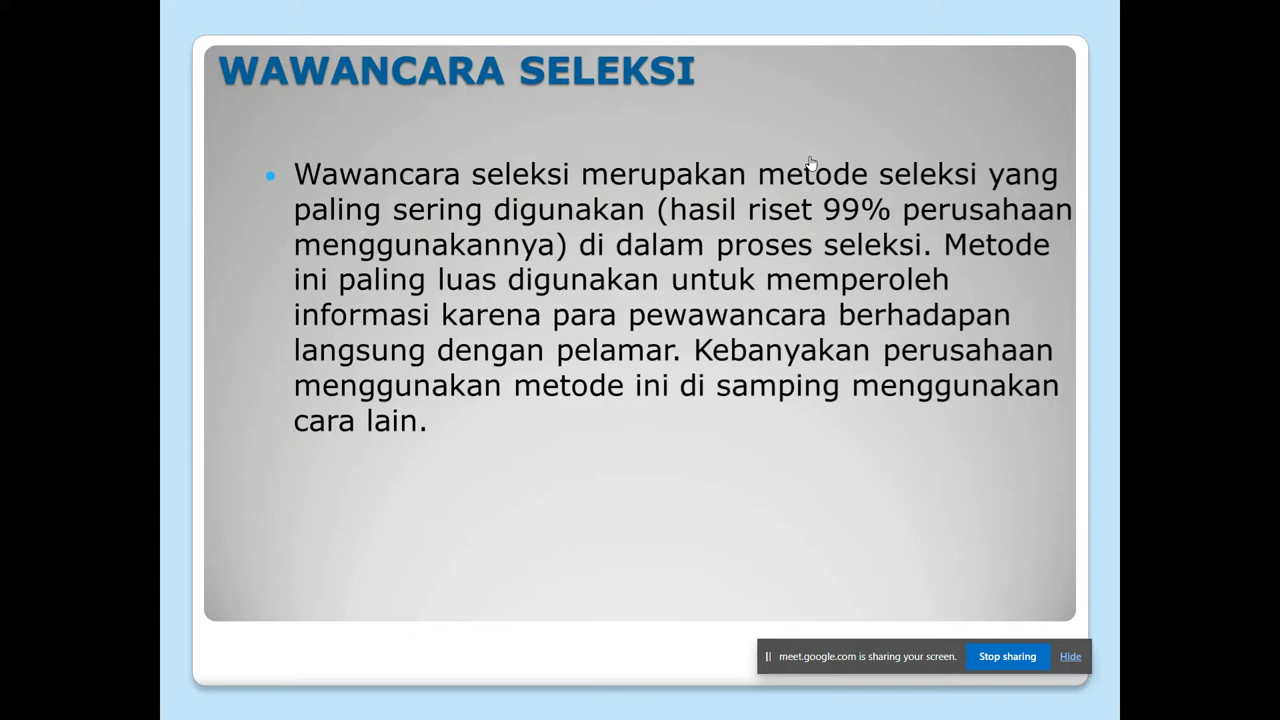 WAWANCARA SELEKSI
• Wawancara seleksi merupakan metode seleksi yang
paling sering digunakan (hasil riset 99% perusahaan
menggunakannya) di dalam proses seleksi. Metode
ini paling luas digunakan untuk memperoleh
informasi karena para pewawancara berhadapan
langsung dengan pelamar. Kebanyakan perusahaan
menggunakan metode ini di samping menggunakan
cara lain.
meet.google.com is sharing your screen. Stop sharing Hide